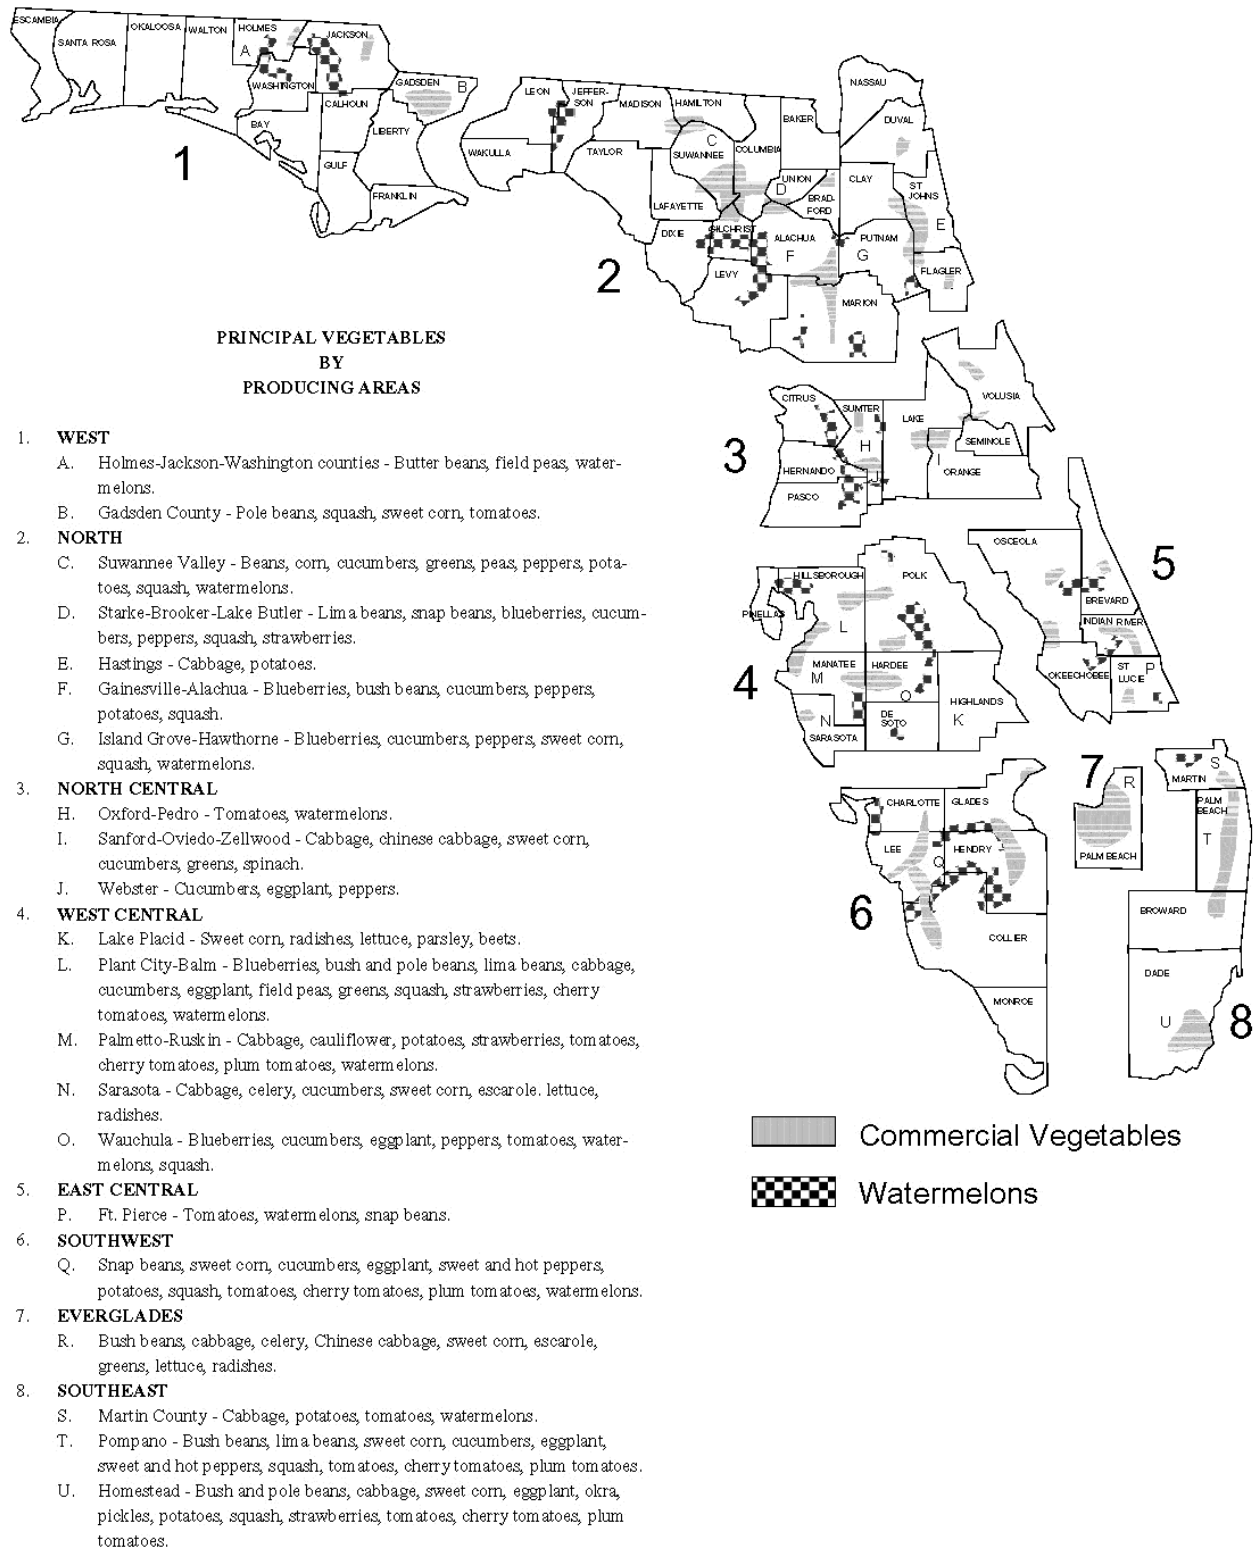 ESCAMBIA
SANTA ROSA
OKALOOSA
WALTON
HOLMES
A
JACKSON
WASHINGTON
BAY
CALHOUN
GULF
LIBERTY
GADSDEN
B
FRANKLIN
1
LEON
JEFFER-
SON
MADISON
HAMILTON
WAKULLA
TAYLOR
C
SUWANNEE
COLUMBIA
BAKER
NASSAU
DUVAL
LAFAYETTE
UNION
D
BRAD-
FORD
CLAY
ST
JOHNS
E
DIXIE
GILCHRIST
ALACHUA
F
PUTNAM
G
FLAGLER
LEVY
MARION
2
PRINCIPAL VEGETABLES
BY
PRODUCING AREAS
1. WEST
A. Holmes-Jackson-Washington counties - Butter beans, field peas, water-
melons.
B. Gadsden County - Pole beans, squash, sweet corn, tomatoes.
2. NORTH
C. Suwannee Valley - Beans, corn, cucumbers, greens, peas, peppers, pota-
toes, squash, watermelons.
D. Starke-Brooker-Lake Butler - Lima beans, snap beans, blueberries, cucum-
bers, peppers, squash, strawberries.
E. Hastings - Cabbage, potatoes.
F. Gainesville-Alachua - Blueberries, bush beans, cucumbers, peppers,
potatoes, squash.
G. Island Grove-Hawthorne - Blueberries, cucumbers, peppers, sweet corn,
squash, watermelons.
3. NORTH CENTRAL
H. Oxford-Pedro - Tomatoes, watermelons.
I. Sanford-Oviedo-Zellwood - Cabbage, chinese cabbage, sweet corn,
cucumbers, greens, spinach.
J. Webster - Cucumbers, eggplant, peppers.
4. WEST CENTRAL
K. Lake Placid - Sweet corn, radishes, lettuce, parsley, beets.
L. Plant City-Balm - Blueberries, bush and pole beans, lima beans, cabbage,
cucumbers, eggplant, field peas, greens, squash, strawberries, cherry
tomatoes, watermelons.
M. Palmetto-Ruskin - Cabbage, cauliflower, potatoes, strawberries, tomatoes,
cherry tomatoes, plum tomatoes, watermelons.
N. Sarasota - Cabbage, celery, cucumbers, sweet corn, escarole. lettuce,
radishes.
O. Wauchula - Blueberries, cucumbers, eggplant, peppers, tomatoes, water-
melons, squash.
5. EAST CENTRAL
P. Ft. Pierce - Tomatoes, watermelons, snap beans.
6. SOUTHWEST
Q. Snap beans, sweet corn, cucumbers, eggplant, sweet and hot peppers,
potatoes, squash, tomatoes, cherry tomatoes, plum tomatoes, watermelons.
7. EVERGLADES
R. Bush beans, cabbage, celery, Chinese cabbage, sweet corn, escarole,
greens, lettuce, radishes.
8. SOUTHEAST
S. Martin County - Cabbage, potatoes, tomatoes, watermelons.
T. Pompano - Bush beans, lima beans, sweet corn, cucumbers, eggplant,
sweet and hot peppers, squash, tomatoes, cherry tomatoes, plum tomatoes.
U. Homestead - Bush and pole beans, cabbage, sweet corn, eggplant, okra,
pickles, potatoes, squash, strawberries, tomatoes, cherry tomatoes, plum
tomatoes.
CITRUS
SUMTER
LAKE
VOLUSIA
SEMINOLE
H
I
J
HERNANDO
ORANGE
PASCO
3
OSCEOLA
5
BREVARD
INDIAN RIVER
OKEECHOBEE
ST
LUCIE
P
HILLSBOROUGH
POLK
PINELLAS
L
MANATEE
M
HARDEE
O
HIGHLANDS
K
N
SARASOTA
DE
SOTO
4
CHARLOTTE
GLADES
LEE
Q
HENDRY
COLLIER
MONROE
6
7
R
PALM BEACH
S
MARTIN
PALM
BEACH
T
BROWARD
DADE
U
8
Commercial Vegetables
Watermelons